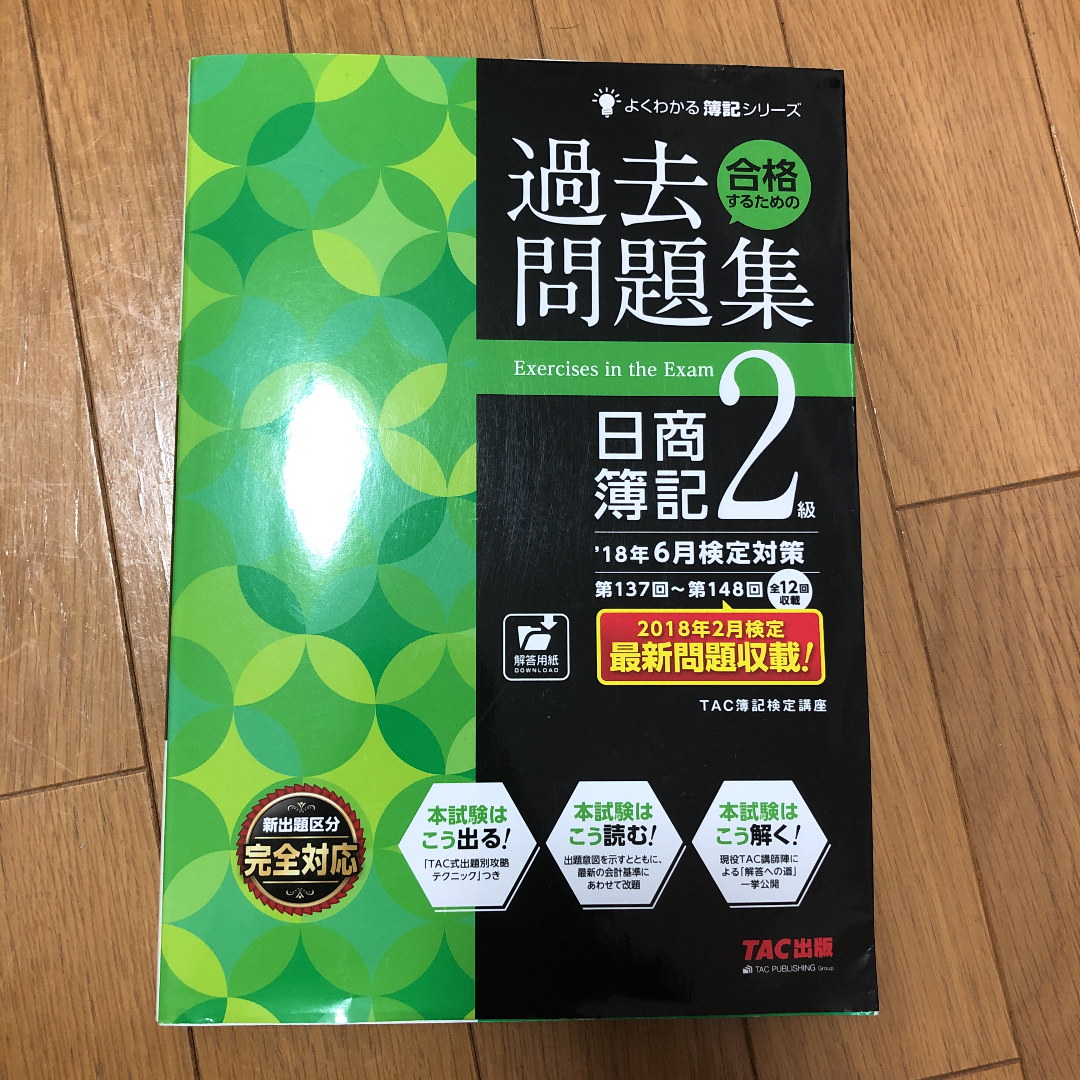 よくわかる簿記シリーズ
合格
するための
過去
問題集
Exercises in the Exam
日商
簿記
2級
'18年6月検定対策
第137回～第148回
全12回
収載
2018年2月検定
最新問題収載!
解答用紙
DOWNLOAD
TAC簿記検定講座
新出題区分
完全対応
本試験は
こう出る!
「TAC式出題別攻略
テクニック」つき
本試験は
こう読む!
出題意図を示すとともに、
最新の会計基準に
あわせて改題
本試験は
こう解く!
現役TAC講師陣に
よる「解答への道」
一挙公開
TAC出版
TAC PUBLISHING Group